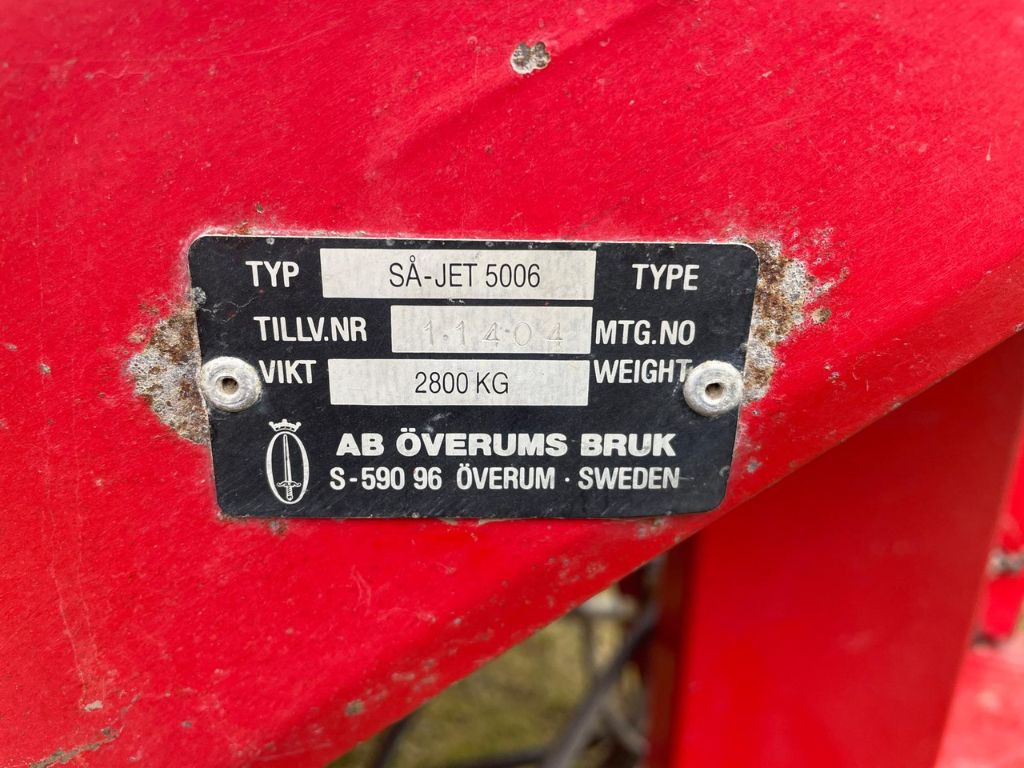 TYP SÅ-JET 5006 TYPE
TILLV.NR 11404 MTG.NO
VIKT 2800 KG WEIGHT
AB ÖVERUMS BRUK
S-590 96 ÖVERUM · SWEDEN